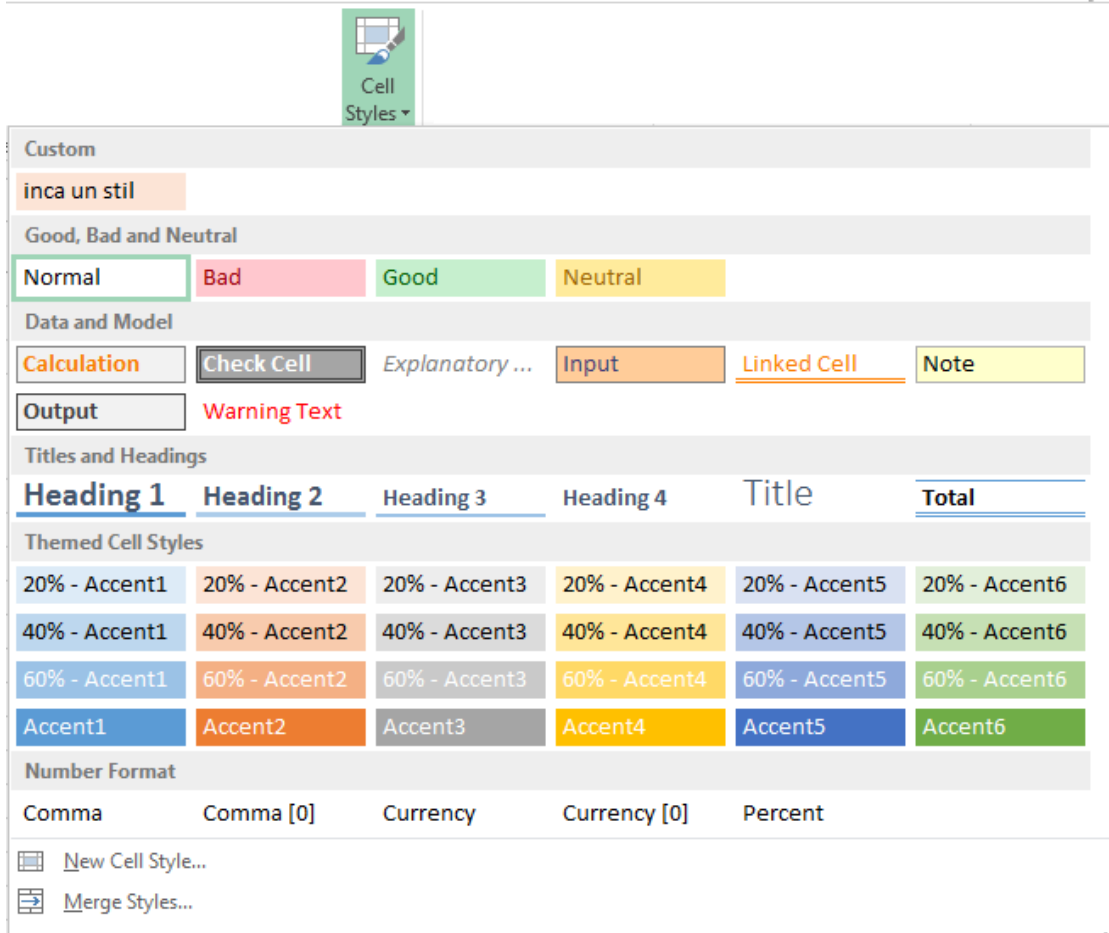 Cell
Styles
Custom
inca un stil
Good, Bad and Neutral
Normal Bad Good Neutral
Data and Model
Calculation Check Cell Explanatory ... Input Linked Cell Note
Output Warning Text
Titles and Headings
Heading 1 Heading 2 Heading 3 Heading 4 Title Total
Themed Cell Styles
20% - Accent1 20% - Accent2 20% - Accent3 20% - Accent4 20% - Accent5 20% - Accent6
40% - Accent1 40% - Accent2 40% - Accent3 40% - Accent4 40% - Accent5 40% - Accent6
60% - Accent1 60% - Accent2 60% - Accent3 60% - Accent4 60% - Accent5 60% - Accent6
Accent1 Accent2 Accent3 Accent4 Accent5 Accent6
Number Format
Comma Comma [0] Currency Currency [0] Percent
New Cell Style...
Merge Styles...